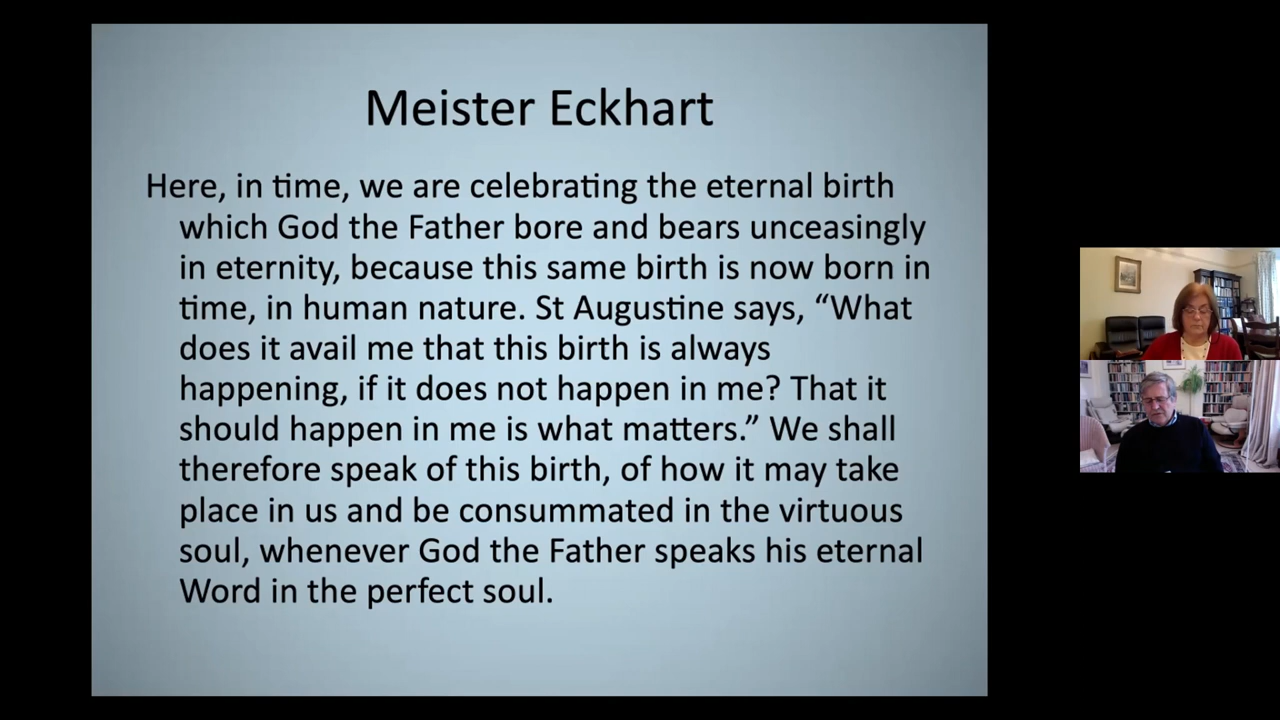 Meister Eckhart
Here, in time, we are celebrating the eternal birth
which God the Father bore and bears unceasingly
in eternity, because this same birth is now born in
time, in human nature. St Augustine says, “What
does it avail me that this birth is always
happening, if it does not happen in me? That it
should happen in me is what matters.” We shall
therefore speak of this birth, of how it may take
place in us and be consummated in the virtuous
soul, whenever God the Father speaks his eternal
Word in the perfect soul.